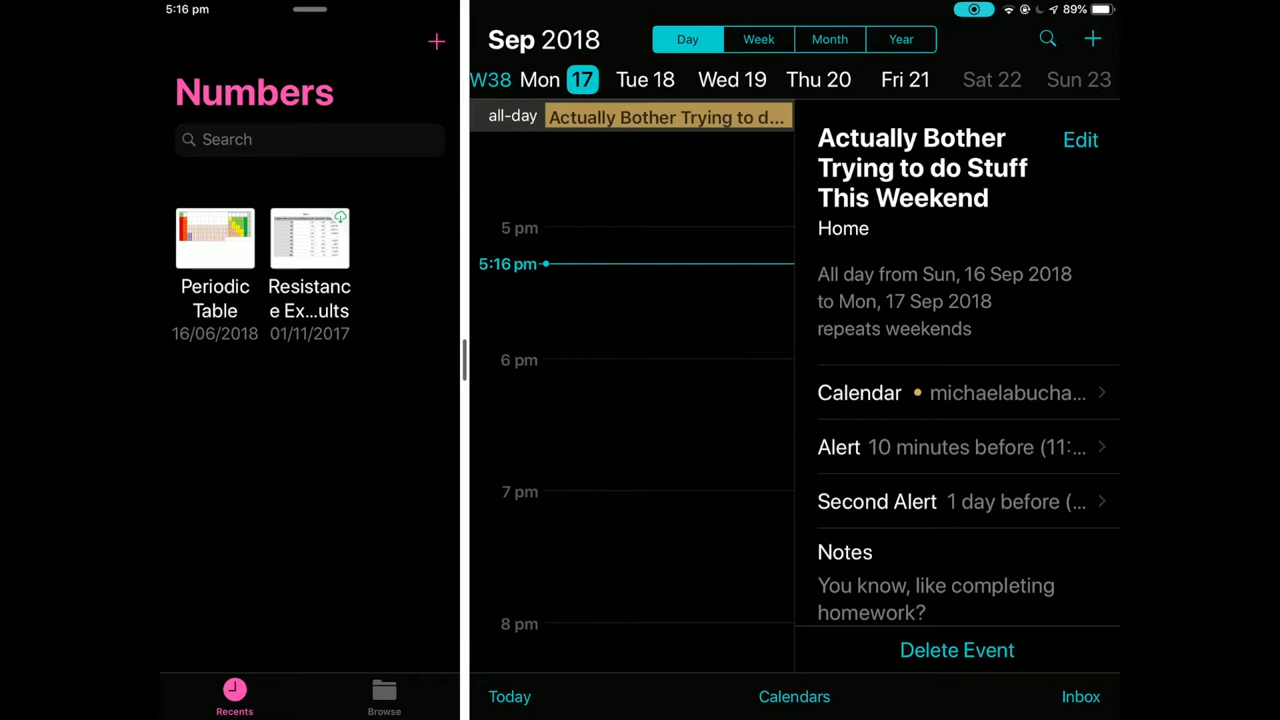 5:16 pm
Numbers
Search
Periodic
Table
16/06/2018
Resistanc
e Ex...ults
01/11/2017
Recents
Browse
89%
Sep 2018
Day
Week
Month
Year
W38 Mon 17 Tue 18 Wed 19 Thu 20 Fri 21 Sat 22 Sun 23
all-day Actually Bother Trying to d...
5 pm
5:16 pm
6 pm
7 pm
8 pm
Actually Bother
Trying to do Stuff
This Weekend
Edit
Home
All day from Sun, 16 Sep 2018
to Mon, 17 Sep 2018
repeats weekends
Calendar • michaelabucha...
Alert 10 minutes before (11:...
Second Alert 1 day before (...
Notes
You know, like completing
homework?
Delete Event
Today
Calendars
Inbox